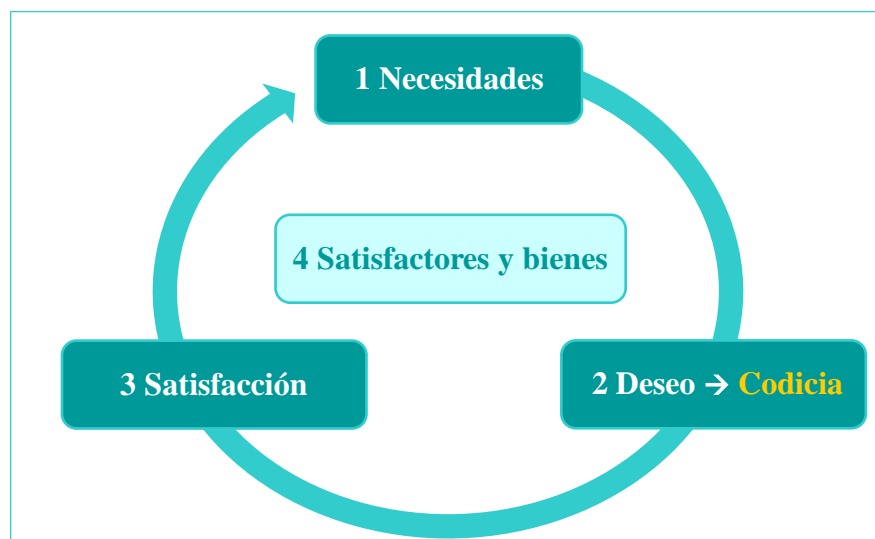 1 Necesidades
4 Satisfactores y bienes
3 Satisfacción
2 Deseo → Codicia